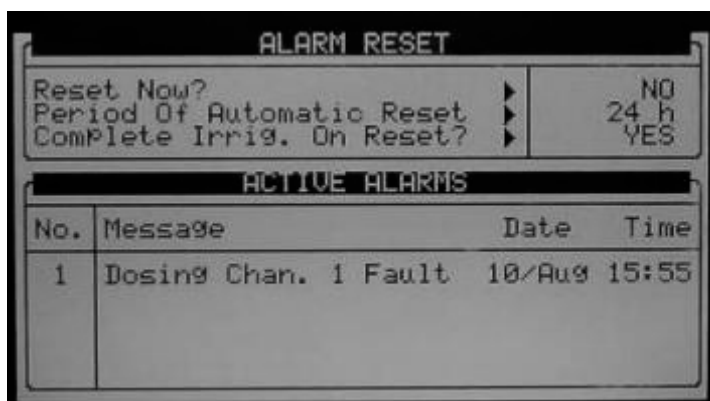 ALARM RESET
Reset Now? NO
Period Of Automatic Reset 24 h
Complete Irrig. On Reset? YES
ACTIVE ALARMS
No. Message Date Time
1 Dosing Chan. 1 Fault 10/Aug 15:55